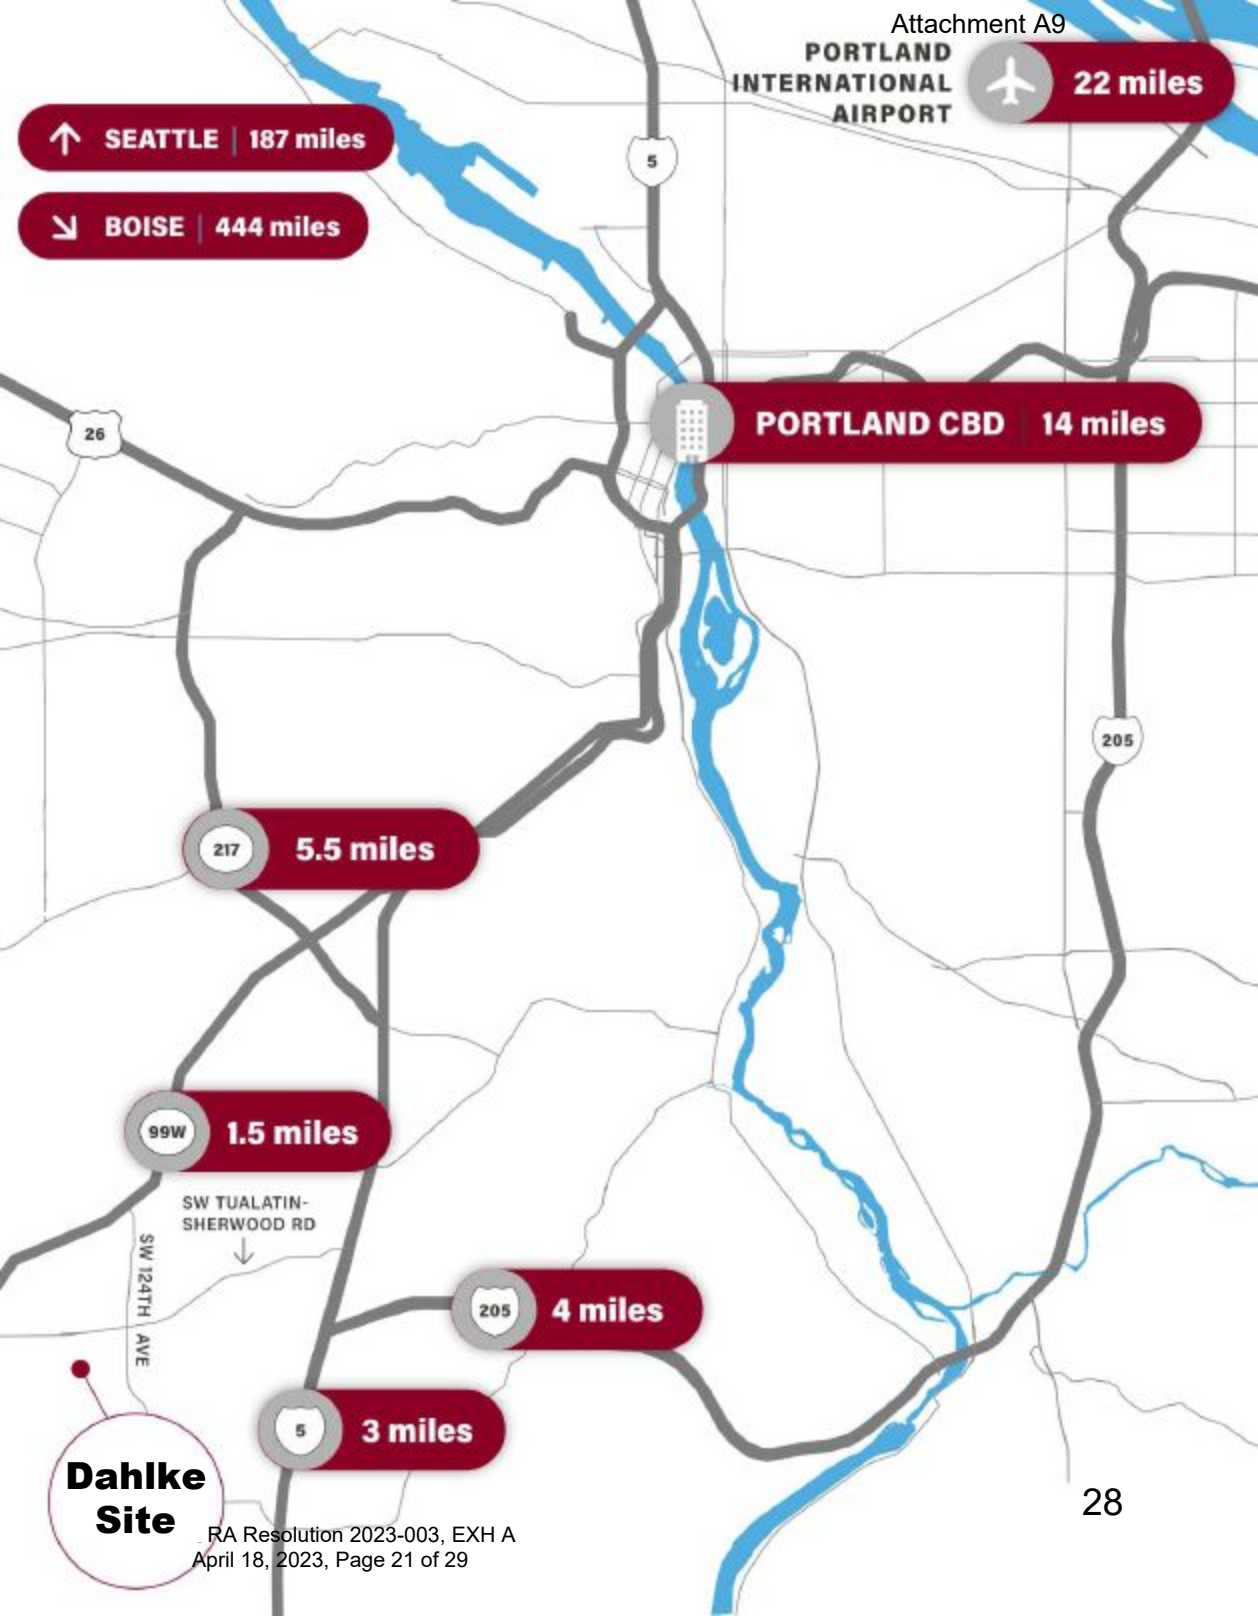 Attachment A9
PORTLAND
INTERNATIONAL
AIRPORT
22 miles
SEATTLE | 187 miles
5
BOISE | 444 miles
26
PORTLAND CBD | 14 miles
205
217
5.5 miles
99W
1.5 miles
SW TUALATIN-
SHERWOOD RD
SW 124TH AVE
205
4 miles
5
3 miles
Dahlke
Site
28
RA Resolution 2023-003, EXH A
April 18, 2023, Page 21 of 29